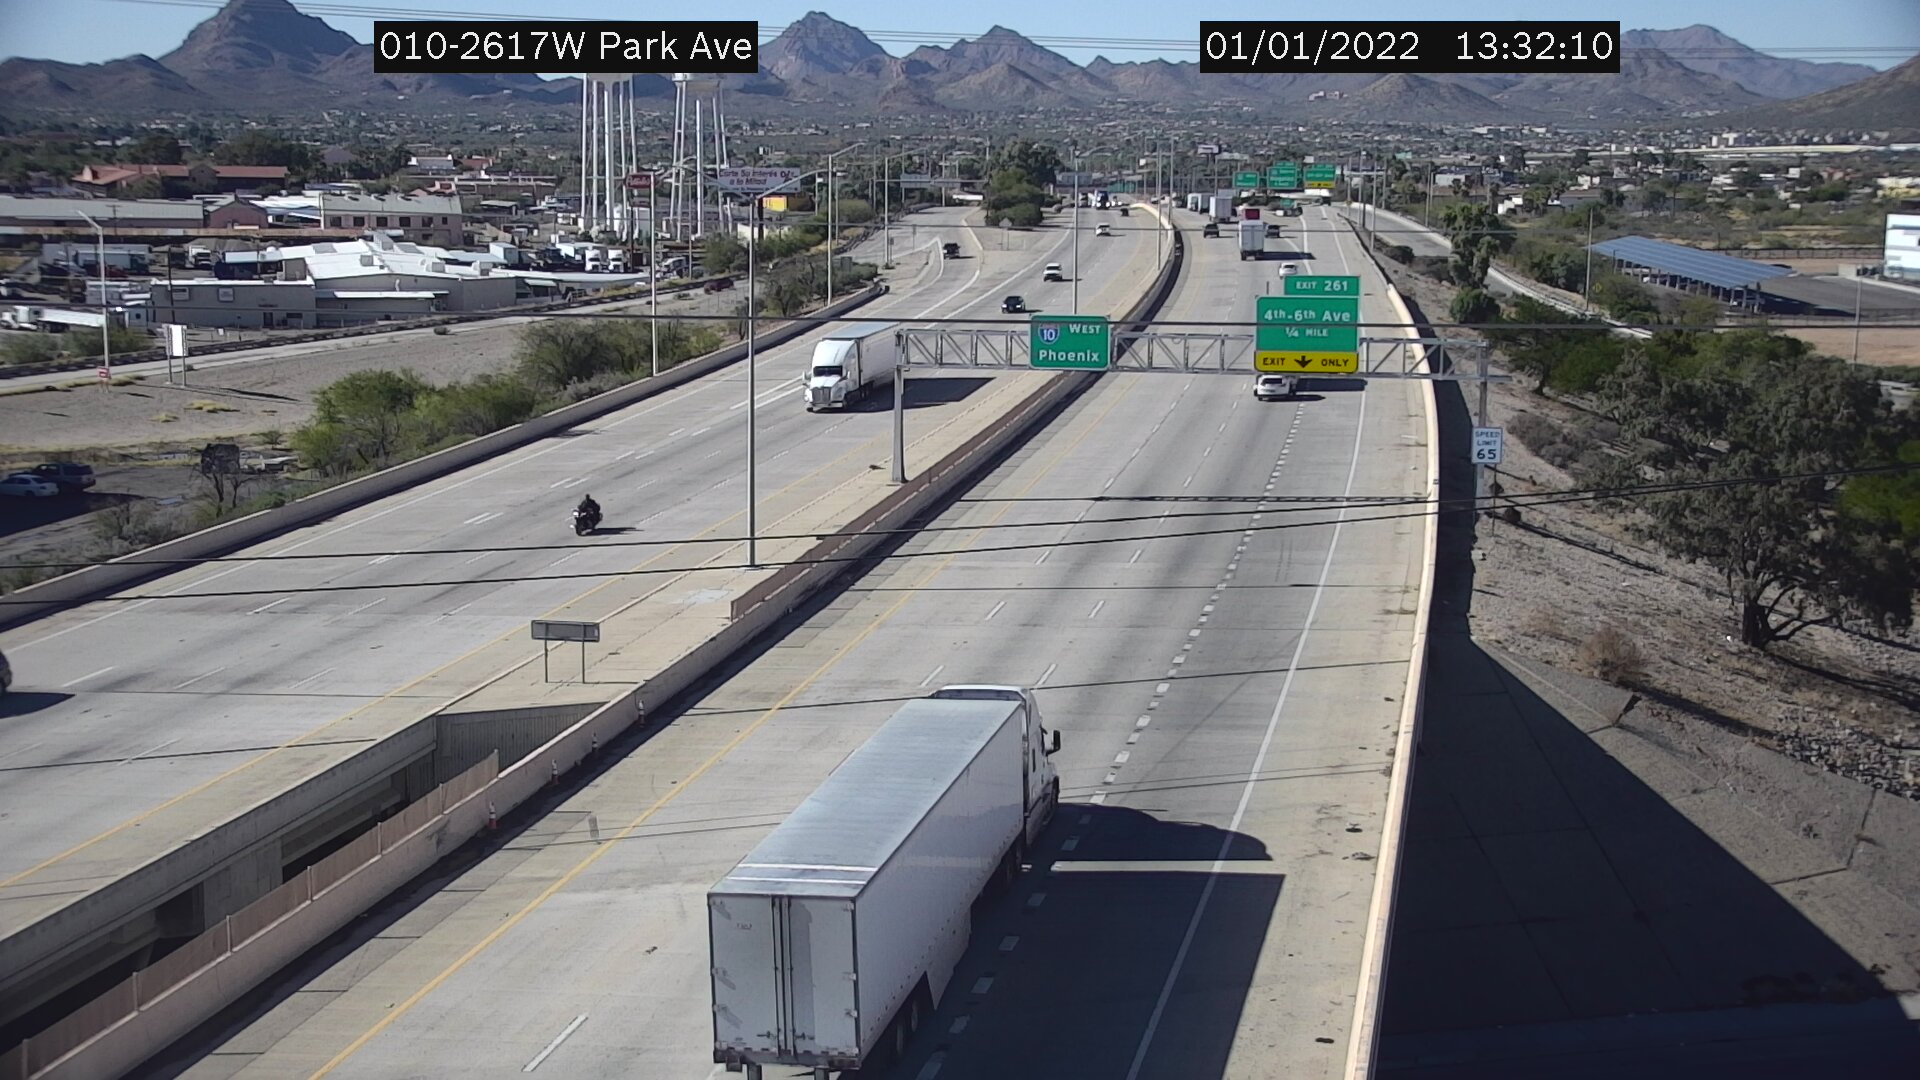 010-2617W Park Ave
01/01/2022 13:32:10
EXIT 261
4th-6th Ave
1/4 MILE
EXIT ONLY
10 WEST
Phoenix
SPEED
LIMIT
65